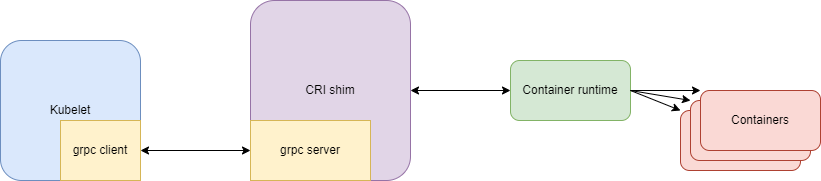 Kubelet
grpc client
CRI shim
grpc server
Container runtime
Containers